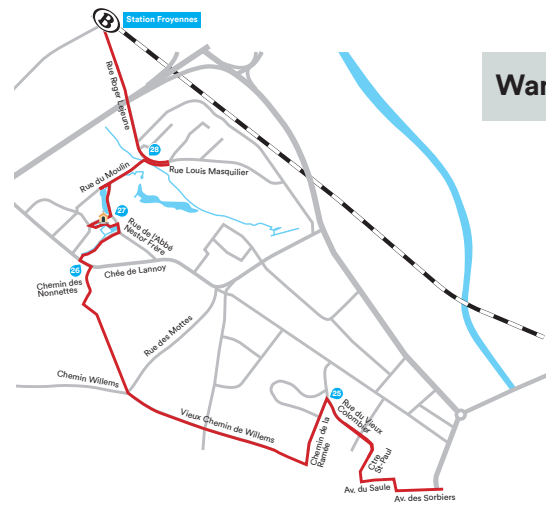 B
Station Froyennes
War
Rue Roger Lejeune
28
Rue Louis Masquilier
Rue du Moulin
27
Rue de l'Abbé
Nestor Frère
26
Chée de Lannoy
Chemin des
Nonnettes
Rue des Mottes
Chemin Willems
Vieux Chemin de Willems
25
Rue du Vieux
Colombier
Chemin de la
Ramée
Ctre
St-Paul
Av. du Saule
Av. des Sorbiers